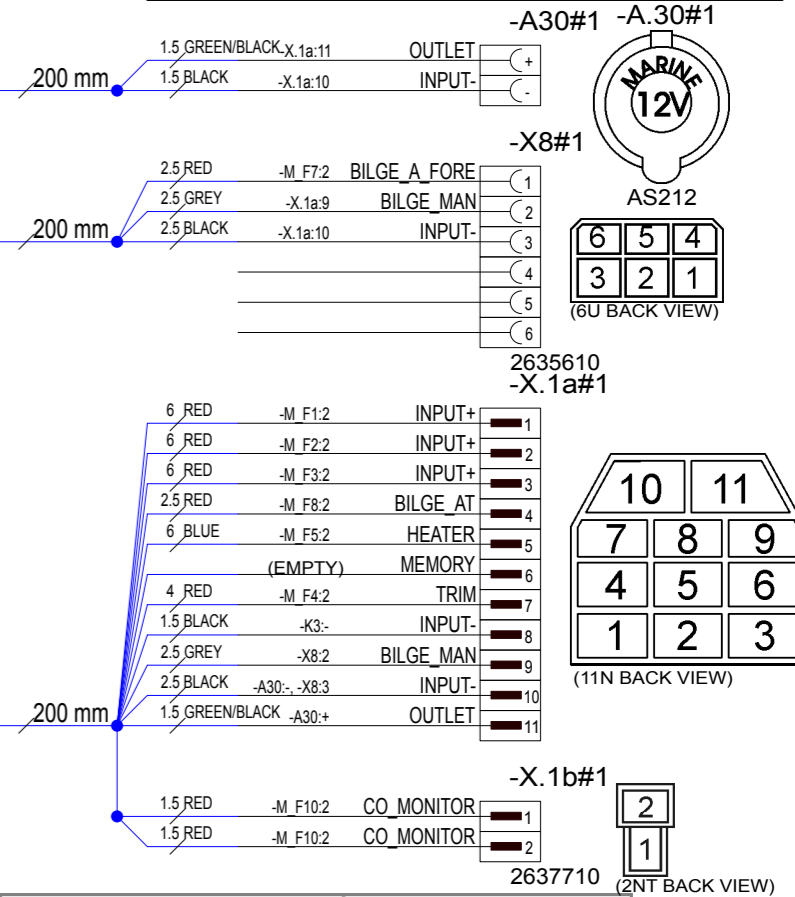 -A30#1 -A.30#1
1.5 GREEN/BLACK -X.1a:11 OUTLET +
200 mm 1.5 BLACK -X.1a:10 INPUT- -
MARINE
12V
AS212
-X8#1
2.5 RED -M_F7:2 BILGE_A_FORE 1
2.5 GREY -X.1a:9 BILGE_MAN 2
200 mm 2.5 BLACK -X.1a:10 INPUT- 3
4
5
6
6 5 4
3 2 1
(6U BACK VIEW)
2635610
-X.1a#1
6 RED -M_F1:2 INPUT+ 1
6 RED -M_F2:2 INPUT+ 2
6 RED -M_F3:2 INPUT+ 3
2.5 RED -M_F8:2 BILGE_AT 4
6 BLUE -M_F5:2 HEATER 5
(EMPTY) MEMORY 6
4 RED -M_F4:2 TRIM 7
1.5 BLACK -K3:- INPUT- 8
2.5 GREY -X8:2 BILGE_MAN 9
2.5 BLACK -A30:-, -X8:3 INPUT- 10
200 mm 1.5 GREEN/BLACK -A30:+ OUTLET 11
10 11
7 8 9
4 5 6
1 2 3
(11N BACK VIEW)
-X.1b#1
1.5 RED -M_F10:2 CO_MONITOR 1
1.5 RED -M_F10:2 CO_MONITOR 2
2637710
2
1
(2NT BACK VIEW)